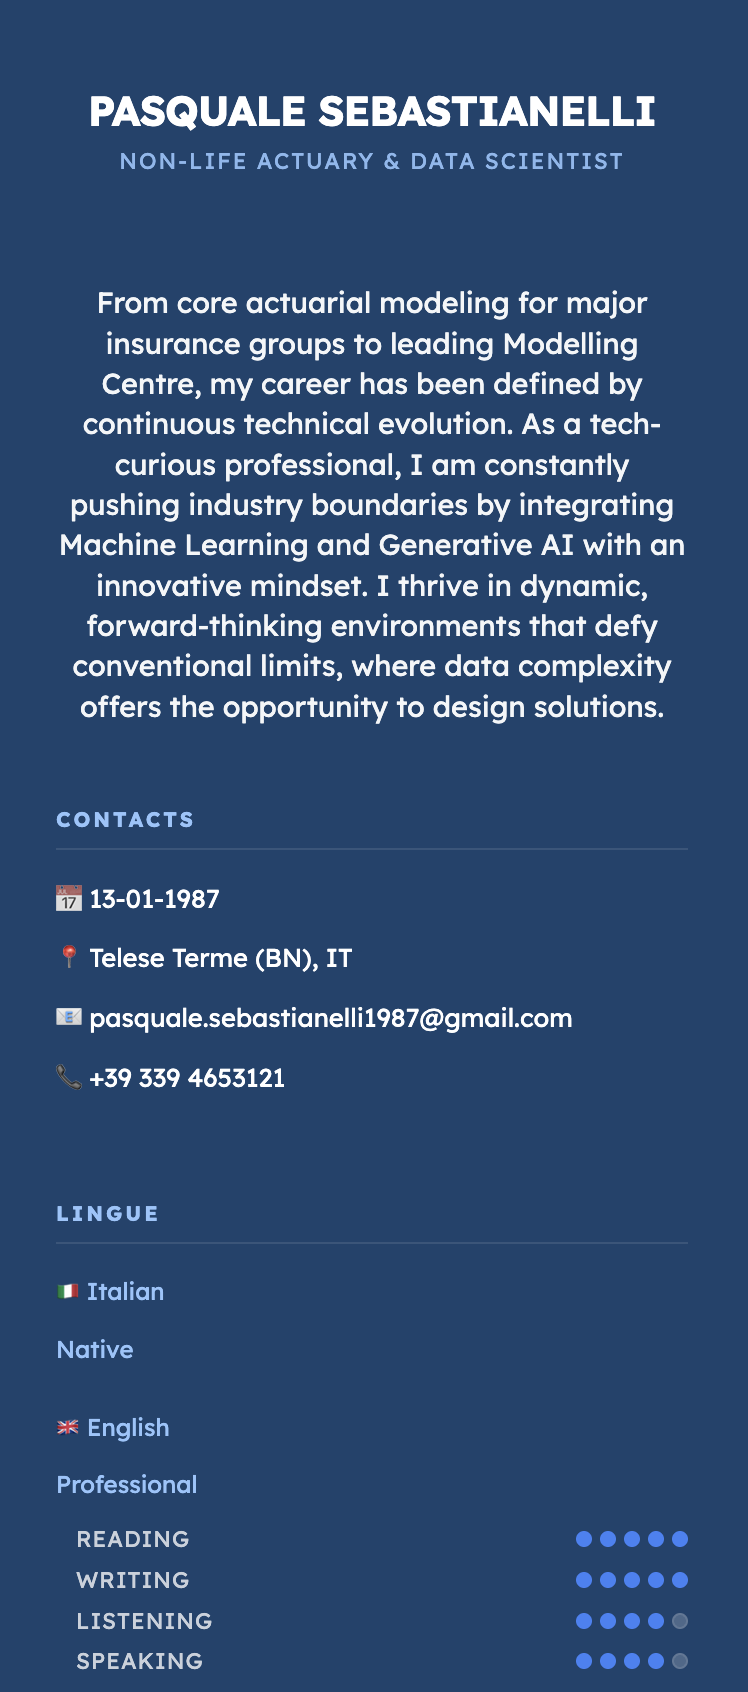 PASQUALE SEBASTIANELLI
NON-LIFE ACTUARY & DATA SCIENTIST
From core actuarial modeling for major
insurance groups to leading Modelling
Centre, my career has been defined by
continuous technical evolution. As a tech-
curious professional, I am constantly
pushing industry boundaries by integrating
Machine Learning and Generative AI with an
innovative mindset. I thrive in dynamic,
forward-thinking environments that defy
conventional limits, where data complexity
offers the opportunity to design solutions.
CONTACTS
13-01-1987
Telese Terme (BN), IT
pasquale.sebastianelli1987@gmail.com
+39 339 4653121
LINGUE
Italian
Native
English
Professional
READING
WRITING
LISTENING
SPEAKING